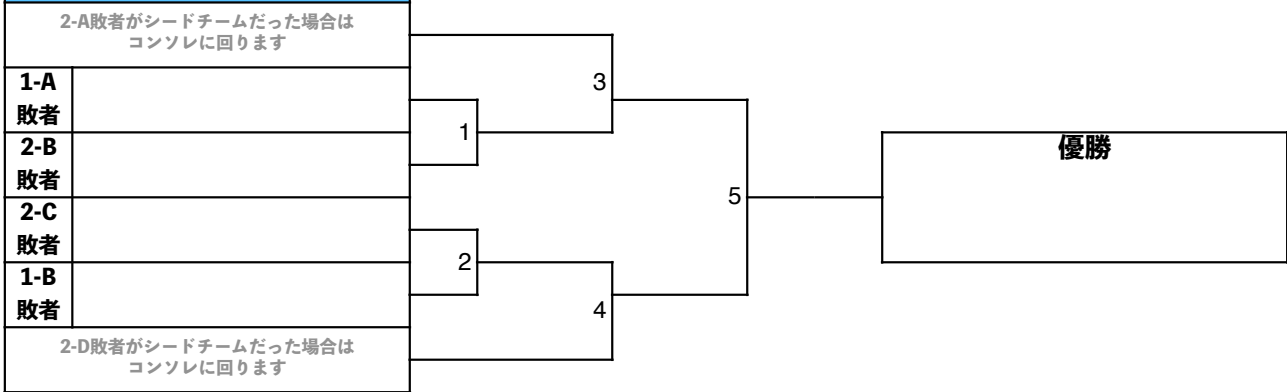 2-A敗者がシードチームだった場合は
コンソレに回ります
1-A
敗者
2-B
敗者
2-C
敗者
1-B
敗者
2-D敗者がシードチームだった場合は
コンソレに回ります
3
1
2
4
5
優勝